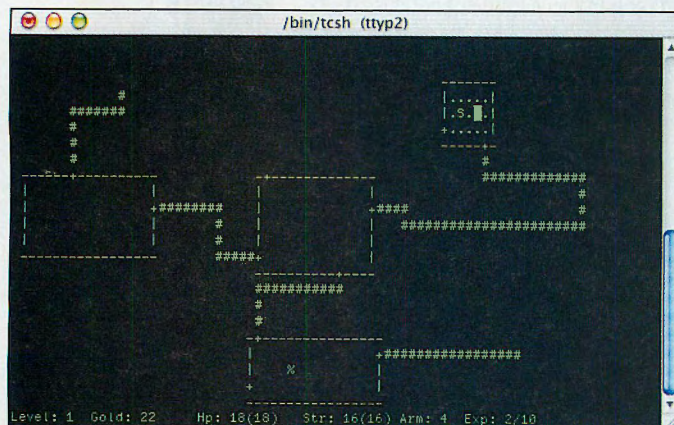 /bin/tcsh (ttyp2)
Level: 1 Gold: 22 Hp: 18(18) Str: 16(16) Arm: 4 Exp: 2/10